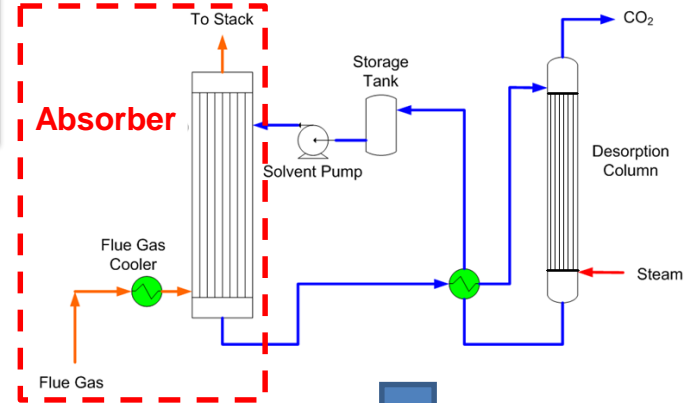 To Stack
CO₂
Storage
Tank
Absorber
Solvent Pump
Desorption
Column
Flue Gas
Cooler
Steam
Flue Gas